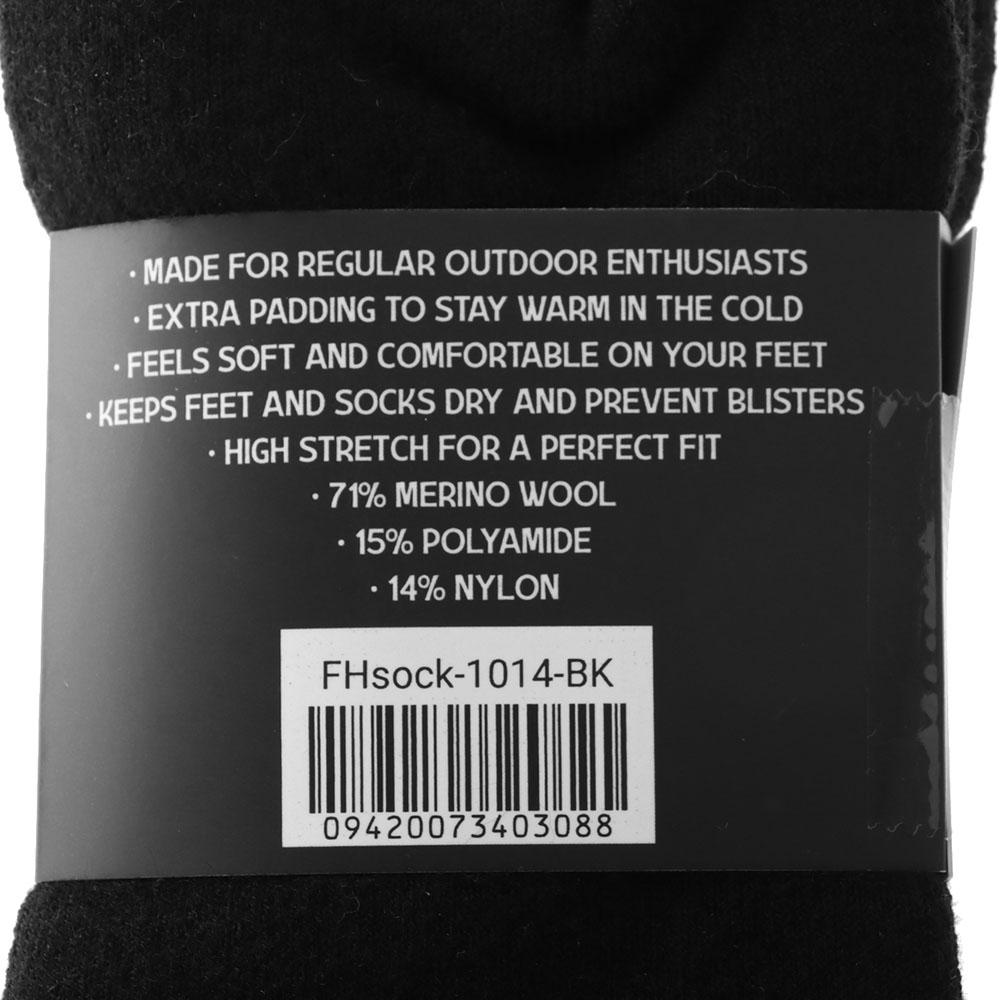 · MADE FOR REGULAR OUTDOOR ENTHUSIASTS
· EXTRA PADDING TO STAY WARM IN THE COLD
· FEELS SOFT AND COMFORTABLE ON YOUR FEET
· KEEPS FEET AND SOCKS DRY AND PREVENT BLISTERS
· HIGH STRETCH FOR A PERFECT FIT
· 71% MERINO WOOL
· 15% POLYAMIDE
· 14% NYLON
FHsock-1014-BK
09420073403088